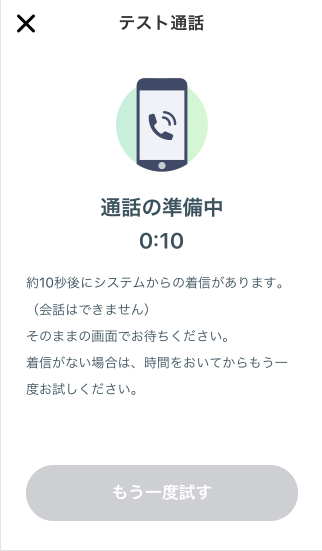 テスト通話
通話の準備中
0:10
約10秒後にシステムからの着信があります。
（会話はできません）
そのままの画面でお待ちください。
着信がない場合は、時間をおいてからもう一
度お試しください。
もう一度試す